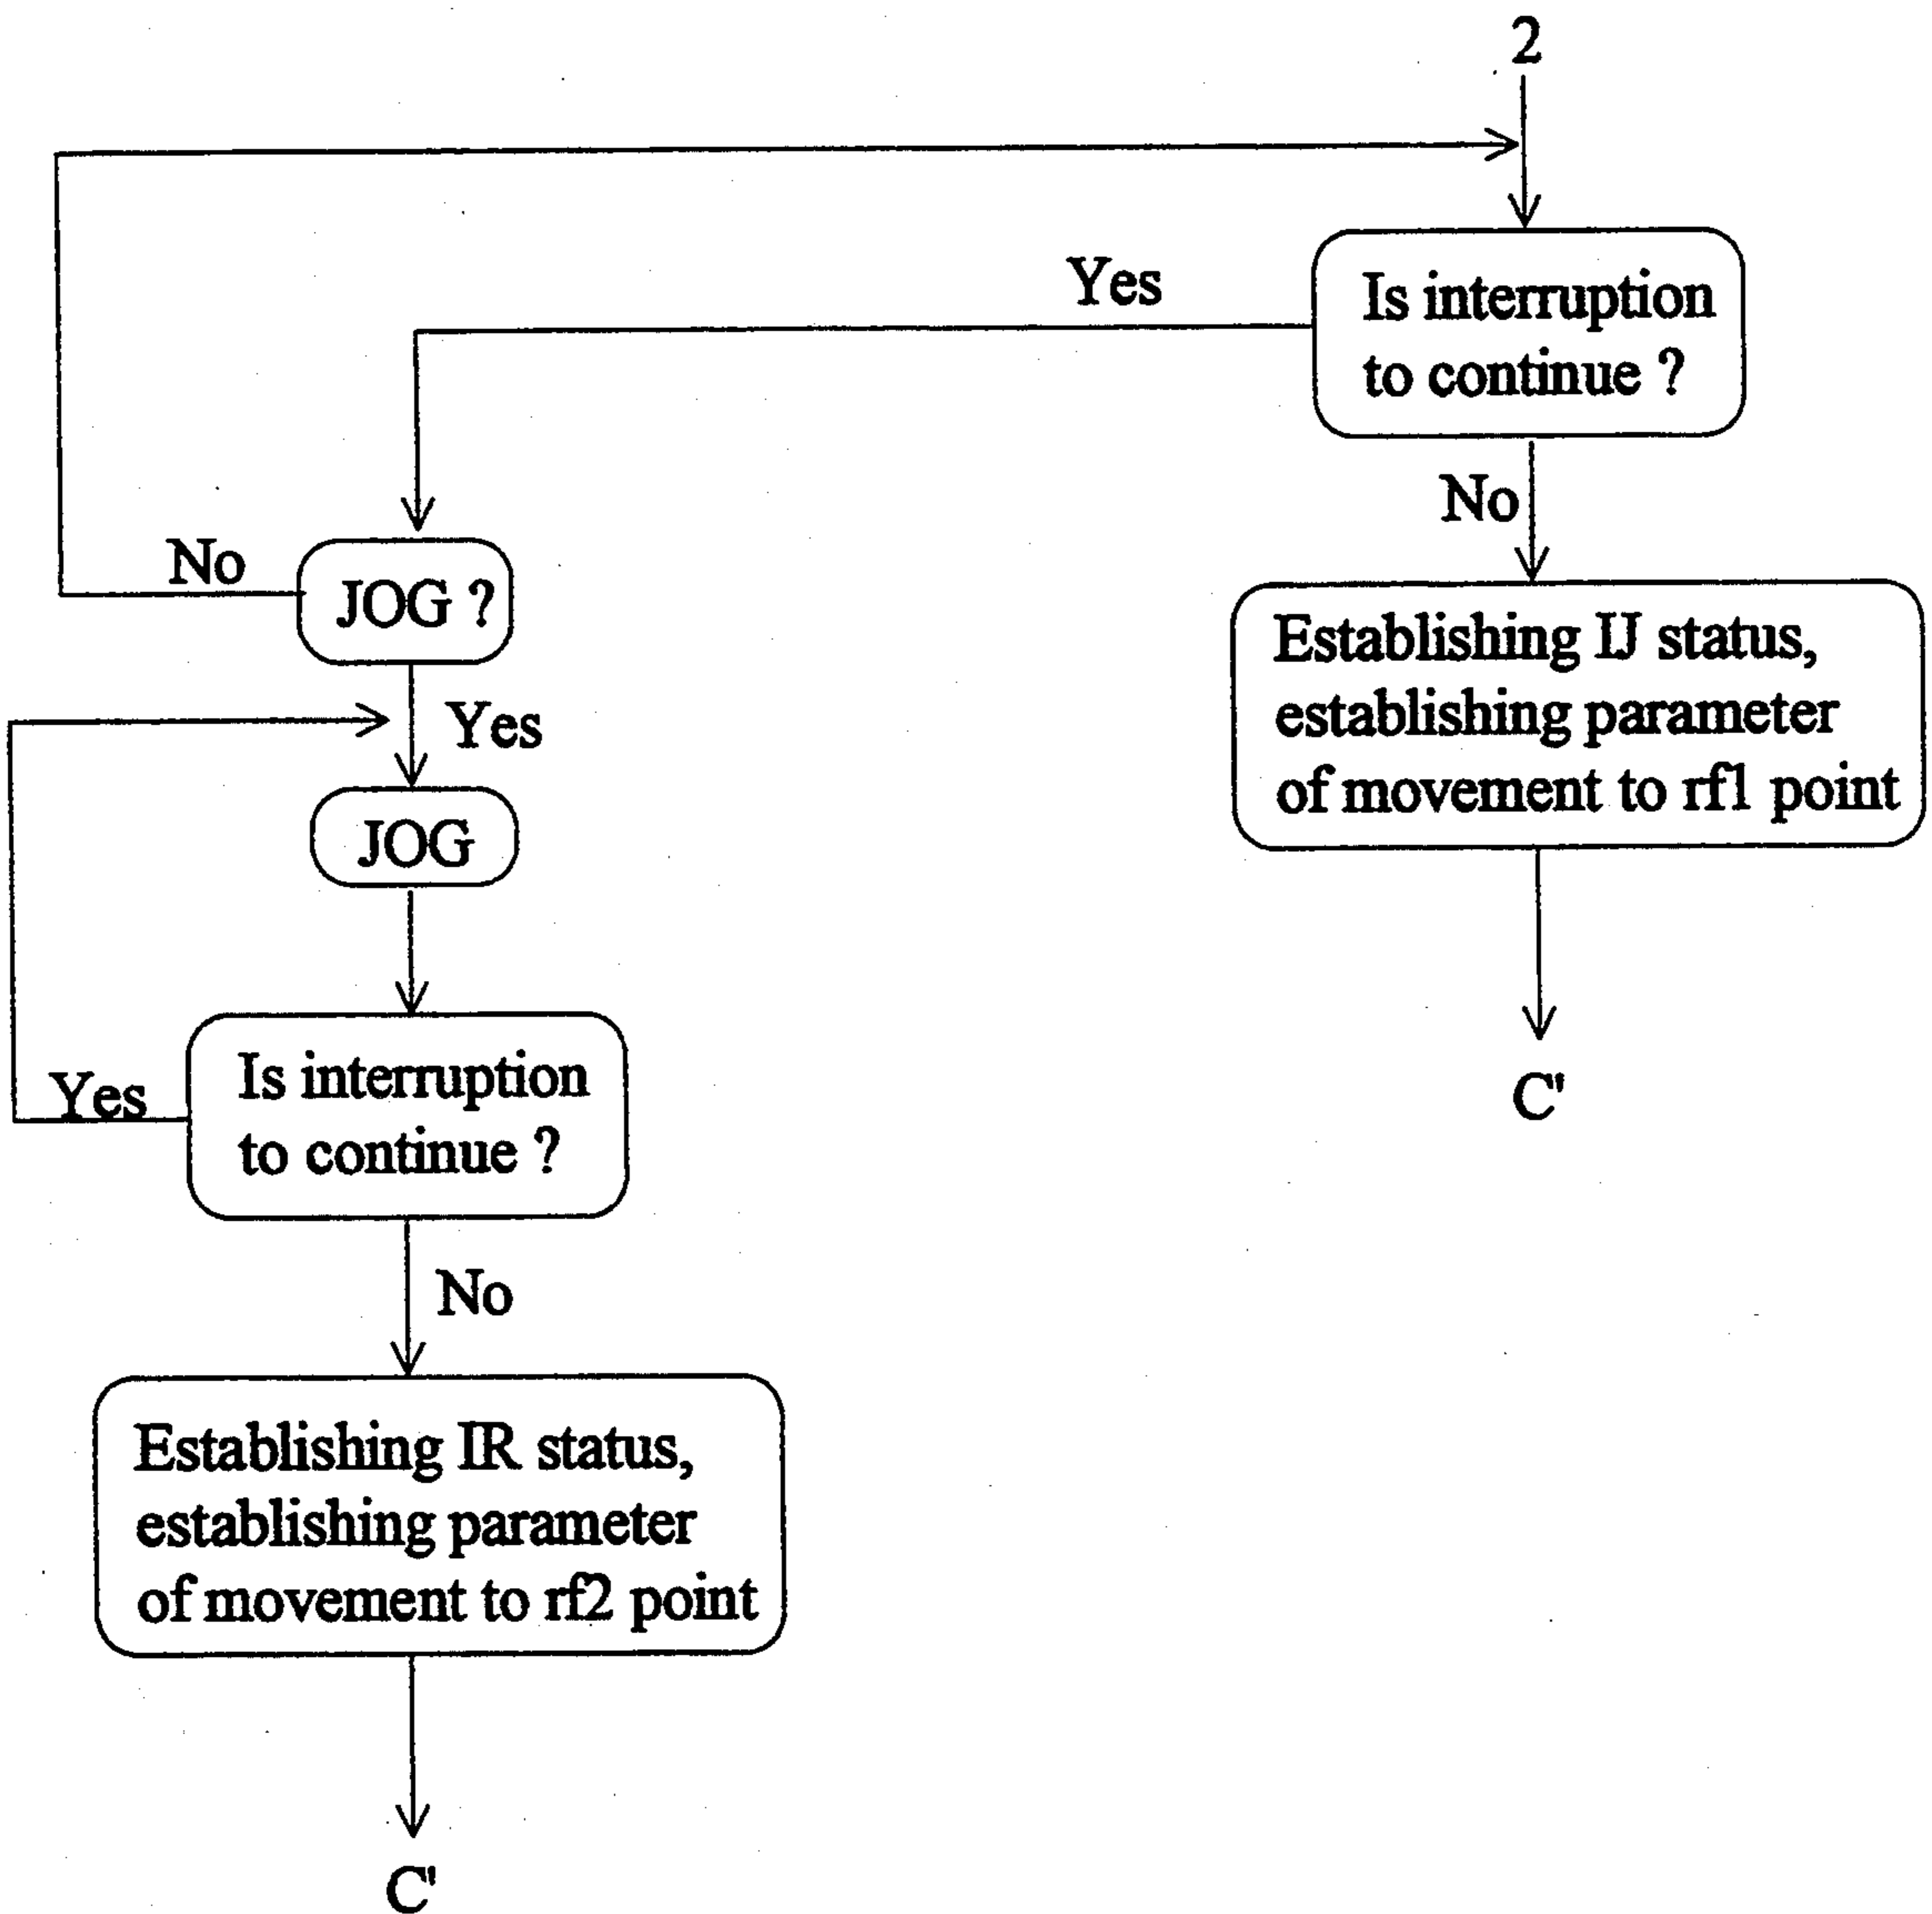 2
Yes
Is interruption
to continue ?
No
No
JOG ?
Establishing IJ status,
establishing parameter
of movement to rf1 point
Yes
JOG
C'
Is interruption
to continue ?
Yes
No
Establishing IR status,
establishing parameter
of movement to rf2 point
C'